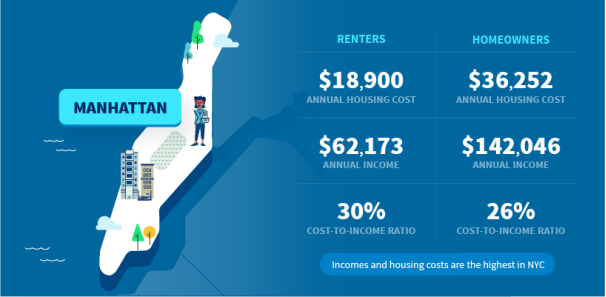 RENTERS HOMEOWNERS
$18,900 $36,252
ANNUAL HOUSING COST ANNUAL HOUSING COST
MANHATTAN
$62,173 $142,046
ANNUAL INCOME ANNUAL INCOME
30% 26%
COST-TO-INCOME RATIO COST-TO-INCOME RATIO
Incomes and housing costs are the highest in NYC